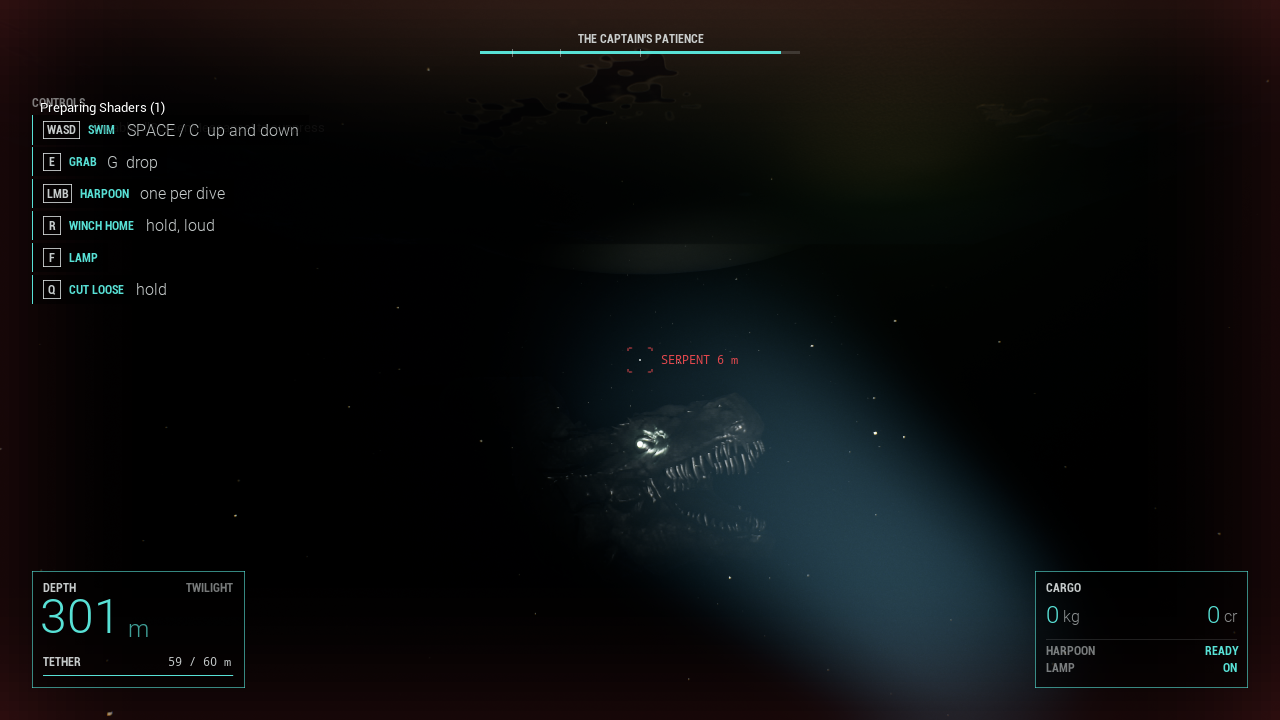 THE CAPTAIN'S PATIENCE
CONTROLS
Preparing Shaders (1)
WASD SWIM SPACE / C up and down
E GRAB G drop
LMB HARPOON one per dive
R WINCH HOME hold, loud
F LAMP
Q CUT LOOSE hold
SERPENT 6 m
DEPTH TWILIGHT
301 m
TETHER 59 / 60 m
CARGO
0 kg 0 cr
HARPOON READY
LAMP ON